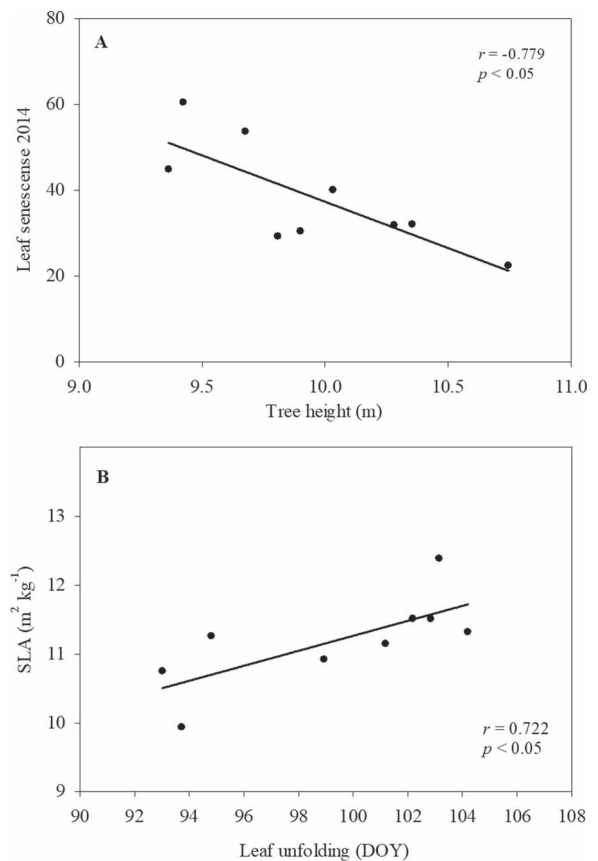 A
r = -0.779
p < 0.05
Leaf senescense 2014
80
60
40
20
0
9.0 9.5 10.0 10.5 11.0
Tree height (m)
B
SLA (m² kg⁻¹)
13
12
11
10
9
r = 0.722
p < 0.05
90 92 94 96 98 100 102 104 106 108
Leaf unfolding (DOY)